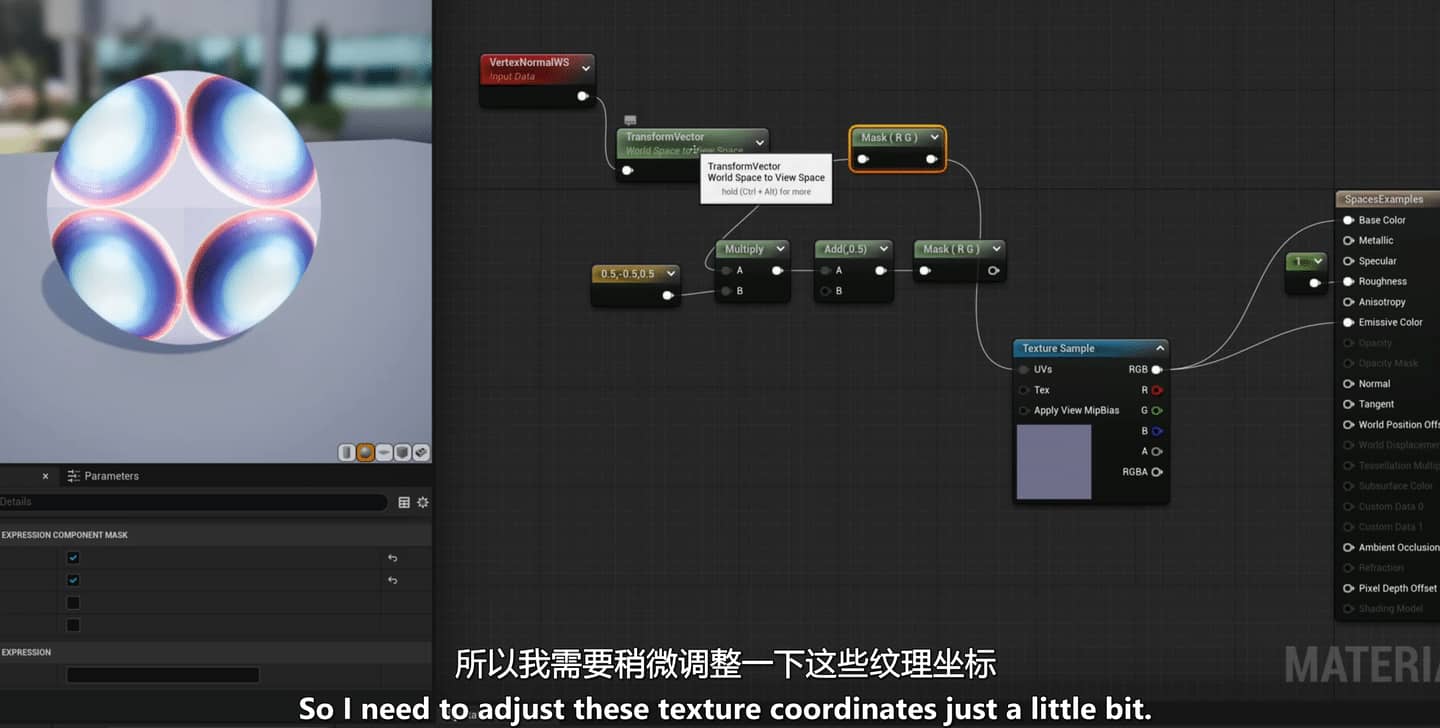 VertexNormalWS
Input Data
TransformVector
World Space to View Space
TransformVector
World Space to View Space
hold (Ctrl + Alt) for more
Mask ( R G )
Multiply
A
B
Add(,0.5)
A
B
Mask ( R G )
0.5,-0.5,0.5
Texture Sample
UVs
Tex
Apply View MipBias
RGB
R
G
B
A
RGBA
1
SpacesExamples
Base Color
Metallic
Specular
Roughness
Anisotropy
Emissive Color
Opacity
Opacity Mask
Normal
Tangent
World Position Offs
World Displacemen
Tessellation Multip
Subsurface Color
Custom Data 0
Custom Data 1
Ambient Occlusion
Refraction
Pixel Depth Offset
Shading Model
Parameters
Details
EXPRESSION COMPONENT MASK
EXPRESSION
MATERIA
所以我需要稍微调整一下这些纹理坐标
So I need to adjust these texture coordinates just a little bit.